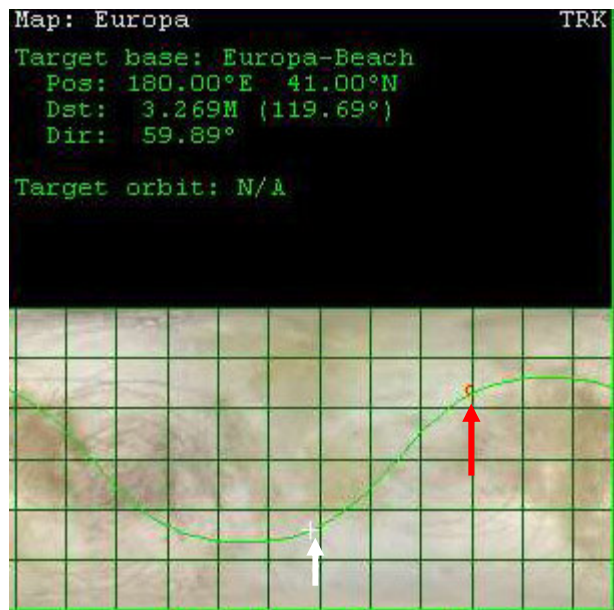 Map: Europa TRK
Target base: Europa-Beach
Pos: 180.00°E 41.00°N
Dst: 3.269M (119.69°)
Dir: 59.89°
Target orbit: N/A